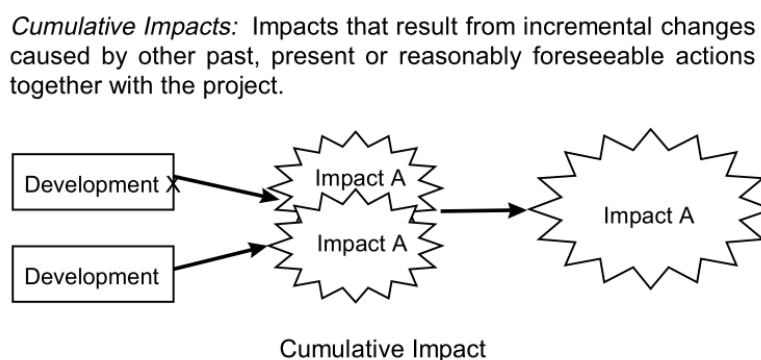 Cumulative Impacts: Impacts that result from incremental changes
caused by other past, present or reasonably foreseeable actions
together with the project.
Development X
Impact A
Impact A
Impact A
Development
Cumulative Impact